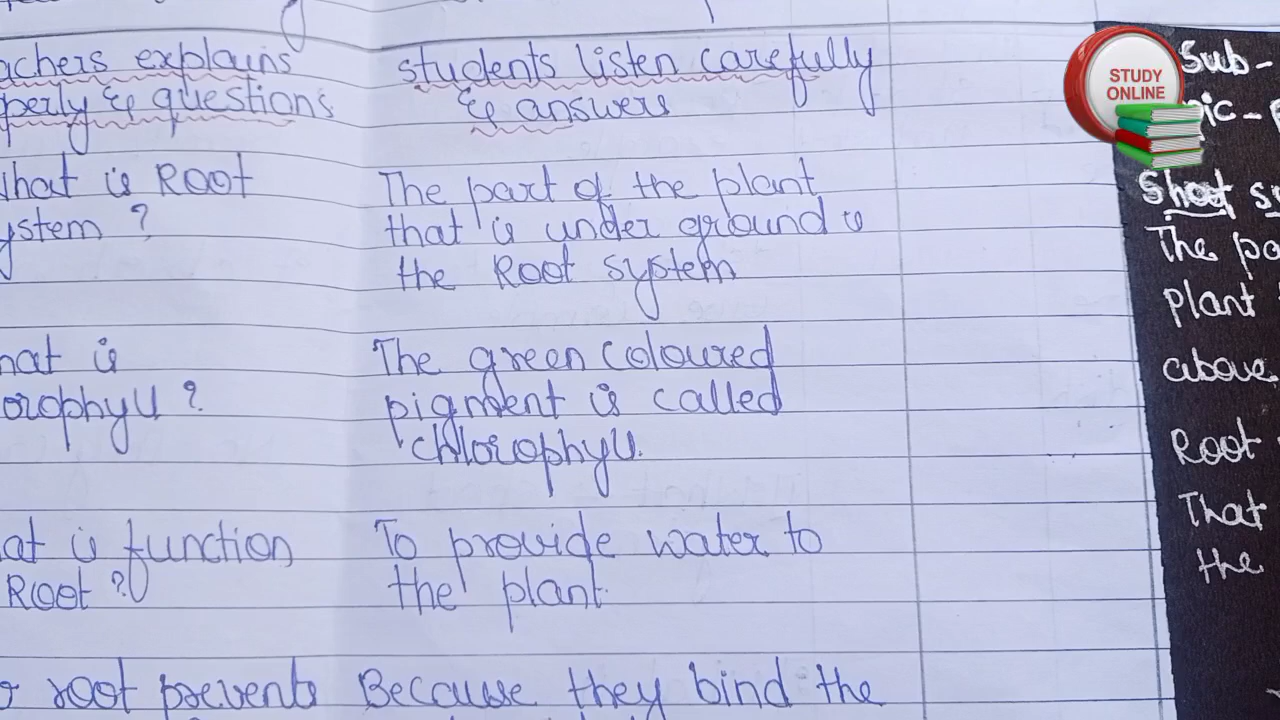 achers explains
perly & questions
students listen carefully
& answers
What is Root
ystem ?
The part of the plant
that is under ground is
the Root system
hat is
orophyll ?
The green coloured
pigment is called
chlorophyll.
at is function
Root ?
To provide water to
the plant.
root prevents
Because they bind the
STUDY
ONLINE
Sub-
pic-
Shoot
The
plant
above
Root
That
the